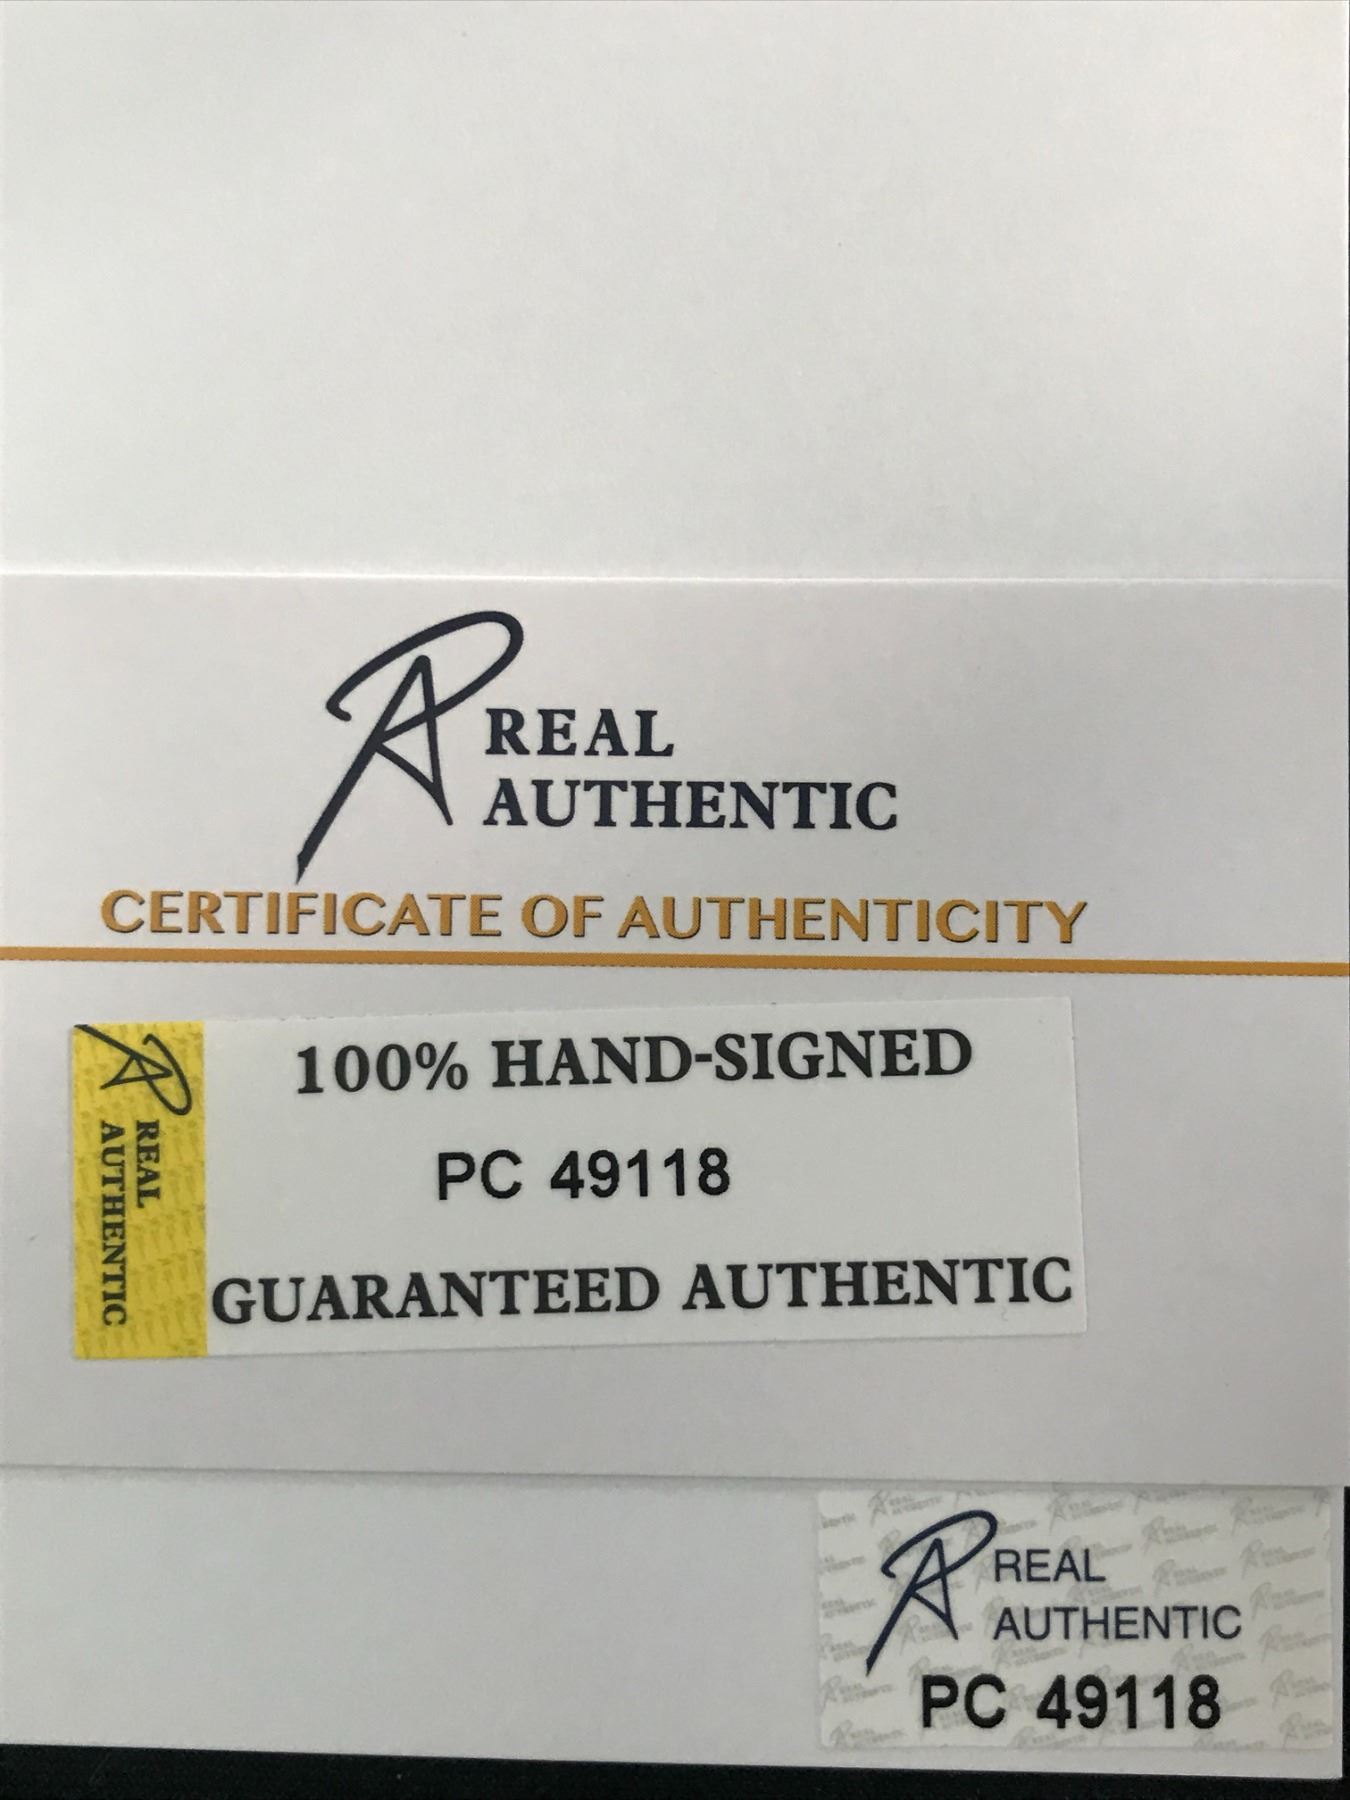 REAL
AUTHENTIC
CERTIFICATE OF AUTHENTICITY
REAL
AUTHENTIC
100% HAND-SIGNED
PC 49118
GUARANTEED AUTHENTIC
REAL
AUTHENTIC
PC 49118